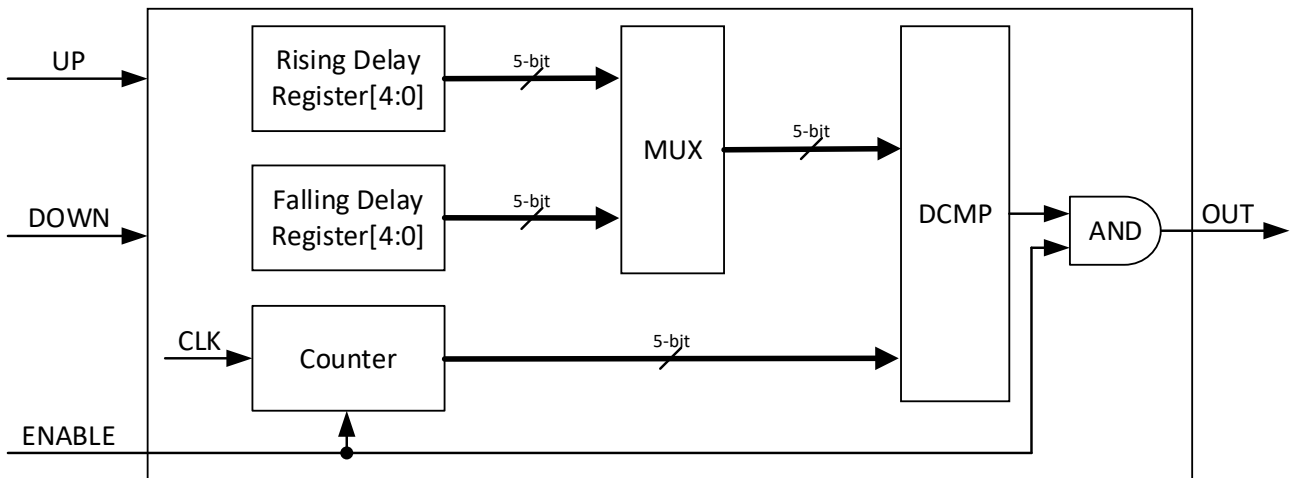 UP
Rising Delay
Register[4:0]
5-bit
MUX
5-bit
DCMP
DOWN
Falling Delay
Register[4:0]
5-bit
AND
OUT
CLK
Counter
5-bit
ENABLE